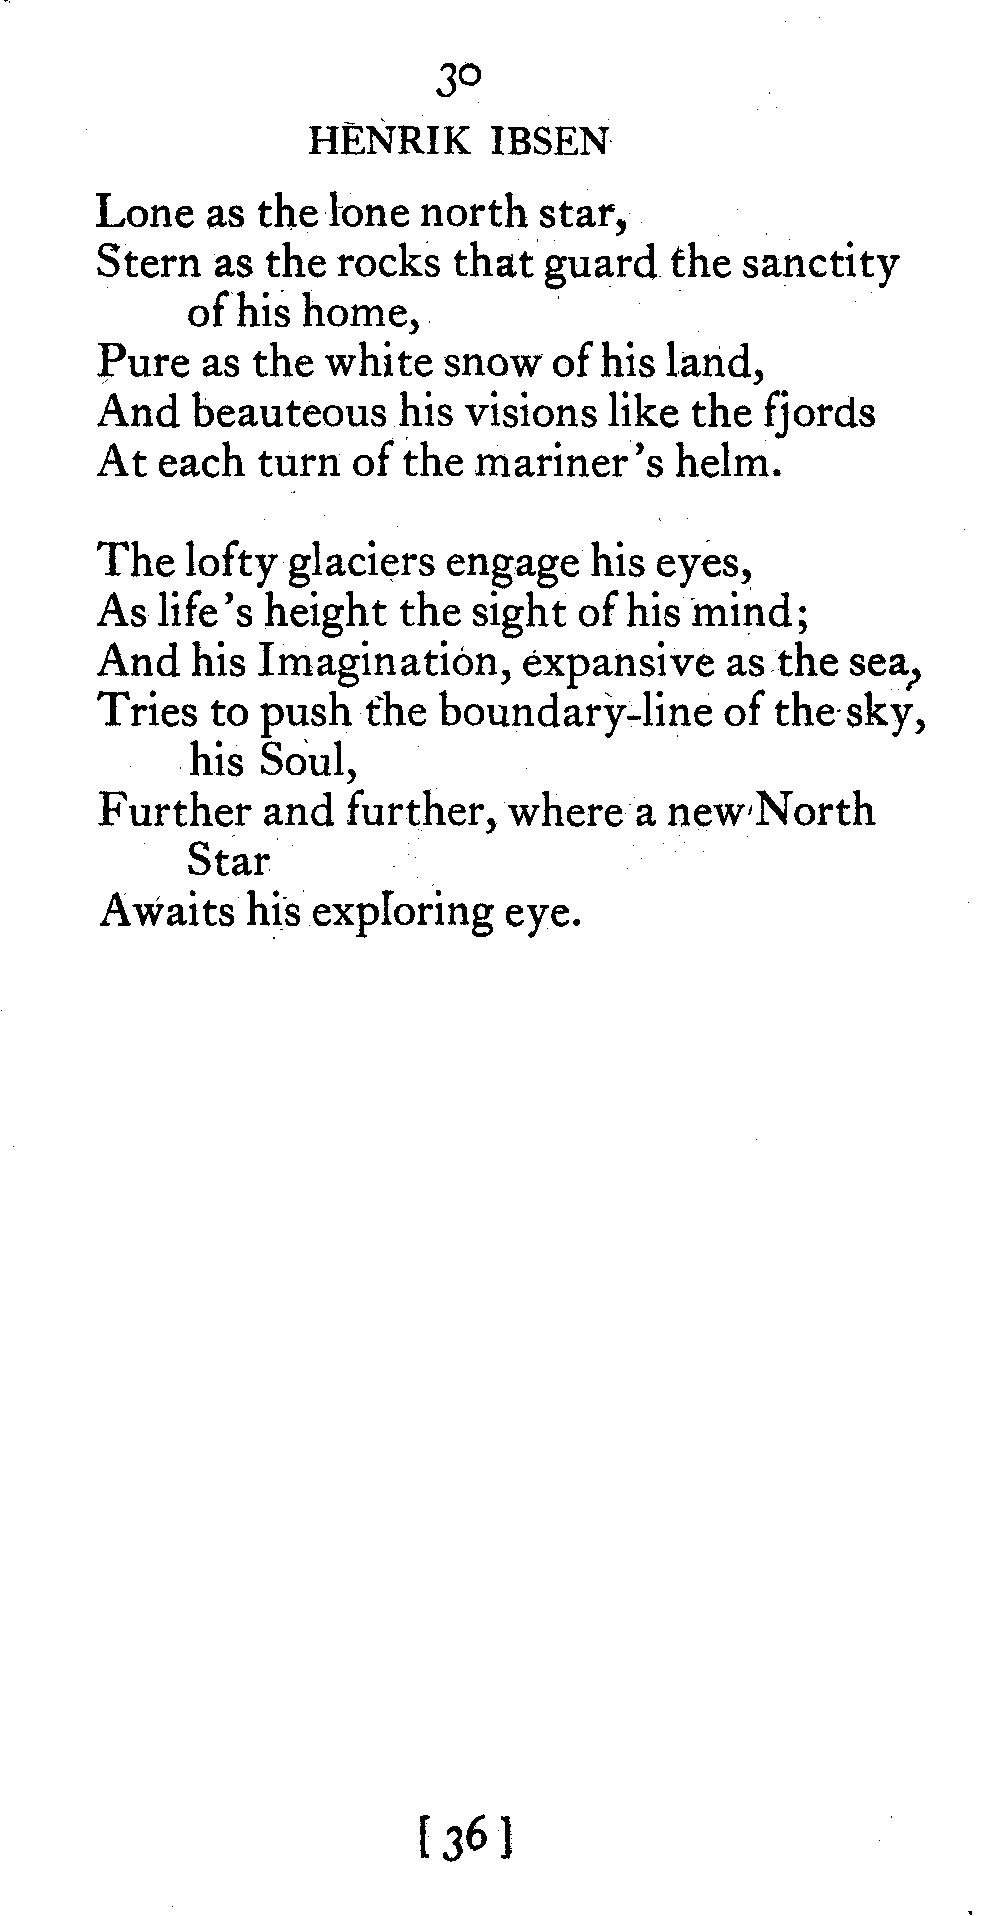 30
HENRIK IBSEN
Lone as the lone north star,
Stern as the rocks that guard the sanctity
of his home,
Pure as the white snow of his land,
And beauteous his visions like the fjords
At each turn of the mariner's helm.
The lofty glaciers engage his eyes,
As life's height the sight of his mind;
And his Imagination, expansive as the sea,
Tries to push the boundary-line of the sky,
his Soul,
Further and further, where a new North
Star
Awaits his exploring eye.
[36]